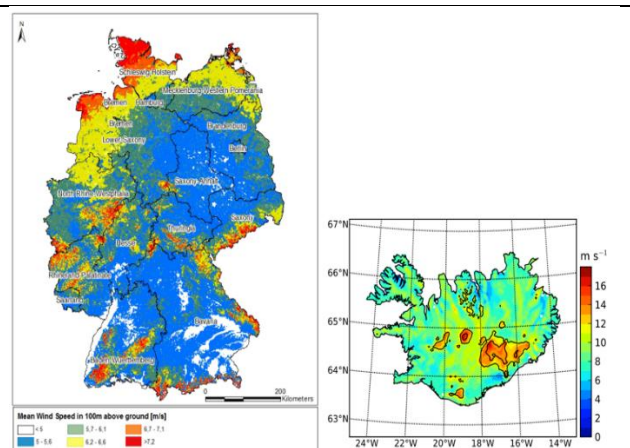 N
Schleswig-Holstein
Mecklenburg-Western Pomerania
Bremen
Hamburg
Bremen
Brandenburg
Lower Saxony
Berlin
Saxony-Anhalt
North Rhine-Westphalia
Saxony
Thuringia
Hessen
Rhineland-Palatinate
Saarland
Bavaria
Baden-Wuerttemberg
0 200
Kilometers
Mean Wind Speed in 100m above ground [m/s]
< 5 5,7 - 6,1 6,7 - 7,1
5 - 5,6 6,2 - 6,6 >7,2
67°N
66°N
65°N
64°N
63°N
24°W 22°W 20°W 18°W 16°W 14°W
m s⁻¹
16
14
12
10
8
6
4
2
0